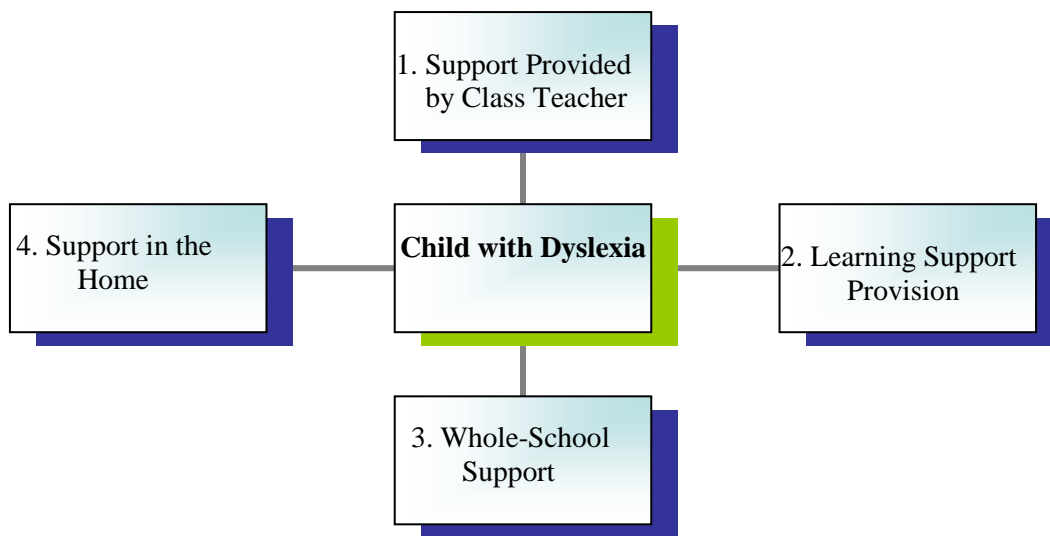 1. Support Provided
by Class Teacher
4. Support in the
Home
Child with Dyslexia
2. Learning Support
Provision
3. Whole-School
Support